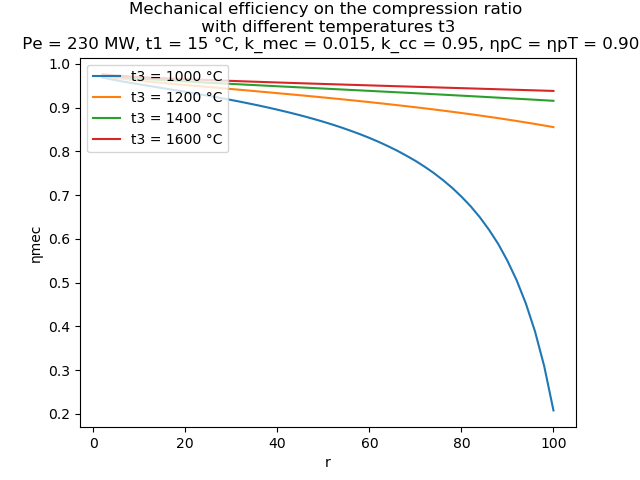 Mechanical efficiency on the compression ratio
with different temperatures t3
Pe = 230 MW, t1 = 15 °C, k_mec = 0.015, k_cc = 0.95, ηpC = ηpT = 0.90
1.0
0.9
0.8
0.7
0.6
0.5
0.4
0.3
0.2
ηmec
t3 = 1000 °C
t3 = 1200 °C
t3 = 1400 °C
t3 = 1600 °C
0
20
40
60
80
100
r